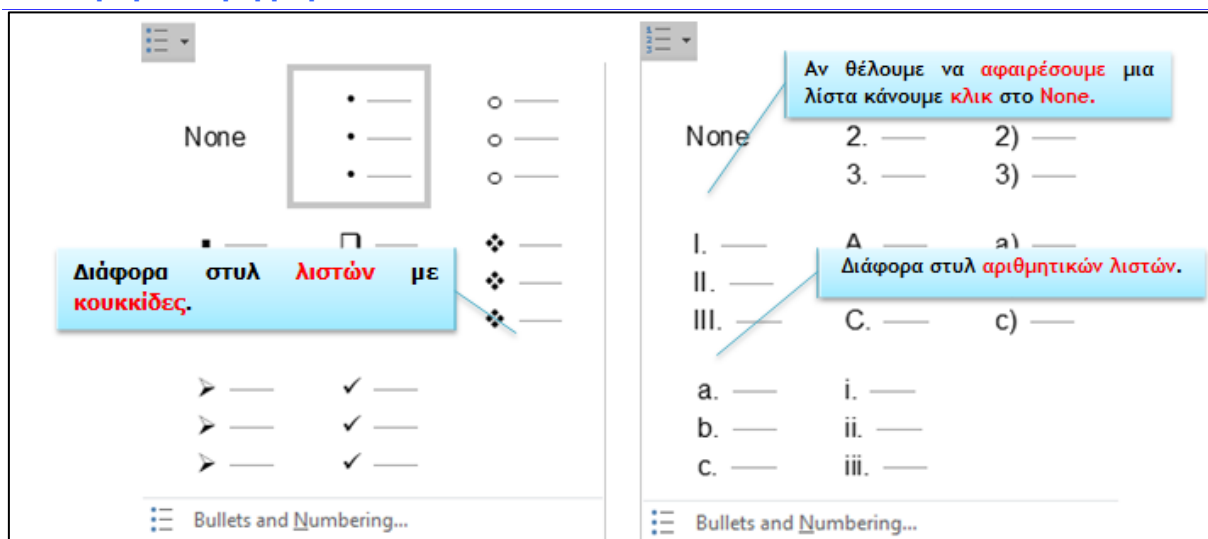 Αν θέλουμε να αφαιρέσουμε μια
λίστα κάνουμε κλικ στο None.
None
None 2. 2)
3. 3)
I. A. a)
Διάφορα στυλ λιστών με
κουκκίδες.
Διάφορα στυλ αριθμητικών λιστών.
II.
III. C. c)
a. i.
b. ii.
c. iii.
Bullets and Numbering...
Bullets and Numbering...